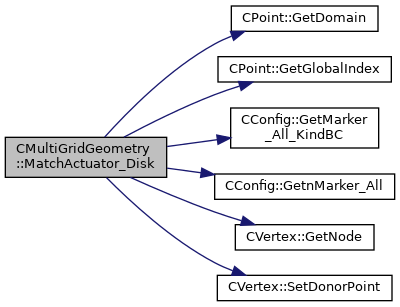 CMultiGridGeometry
::MatchActuator_Disk
CPoint::GetDomain
CPoint::GetGlobalIndex
CConfig::GetMarker
_All_KindBC
CConfig::GetnMarker_All
CVertex::GetNode
CVertex::SetDonorPoint